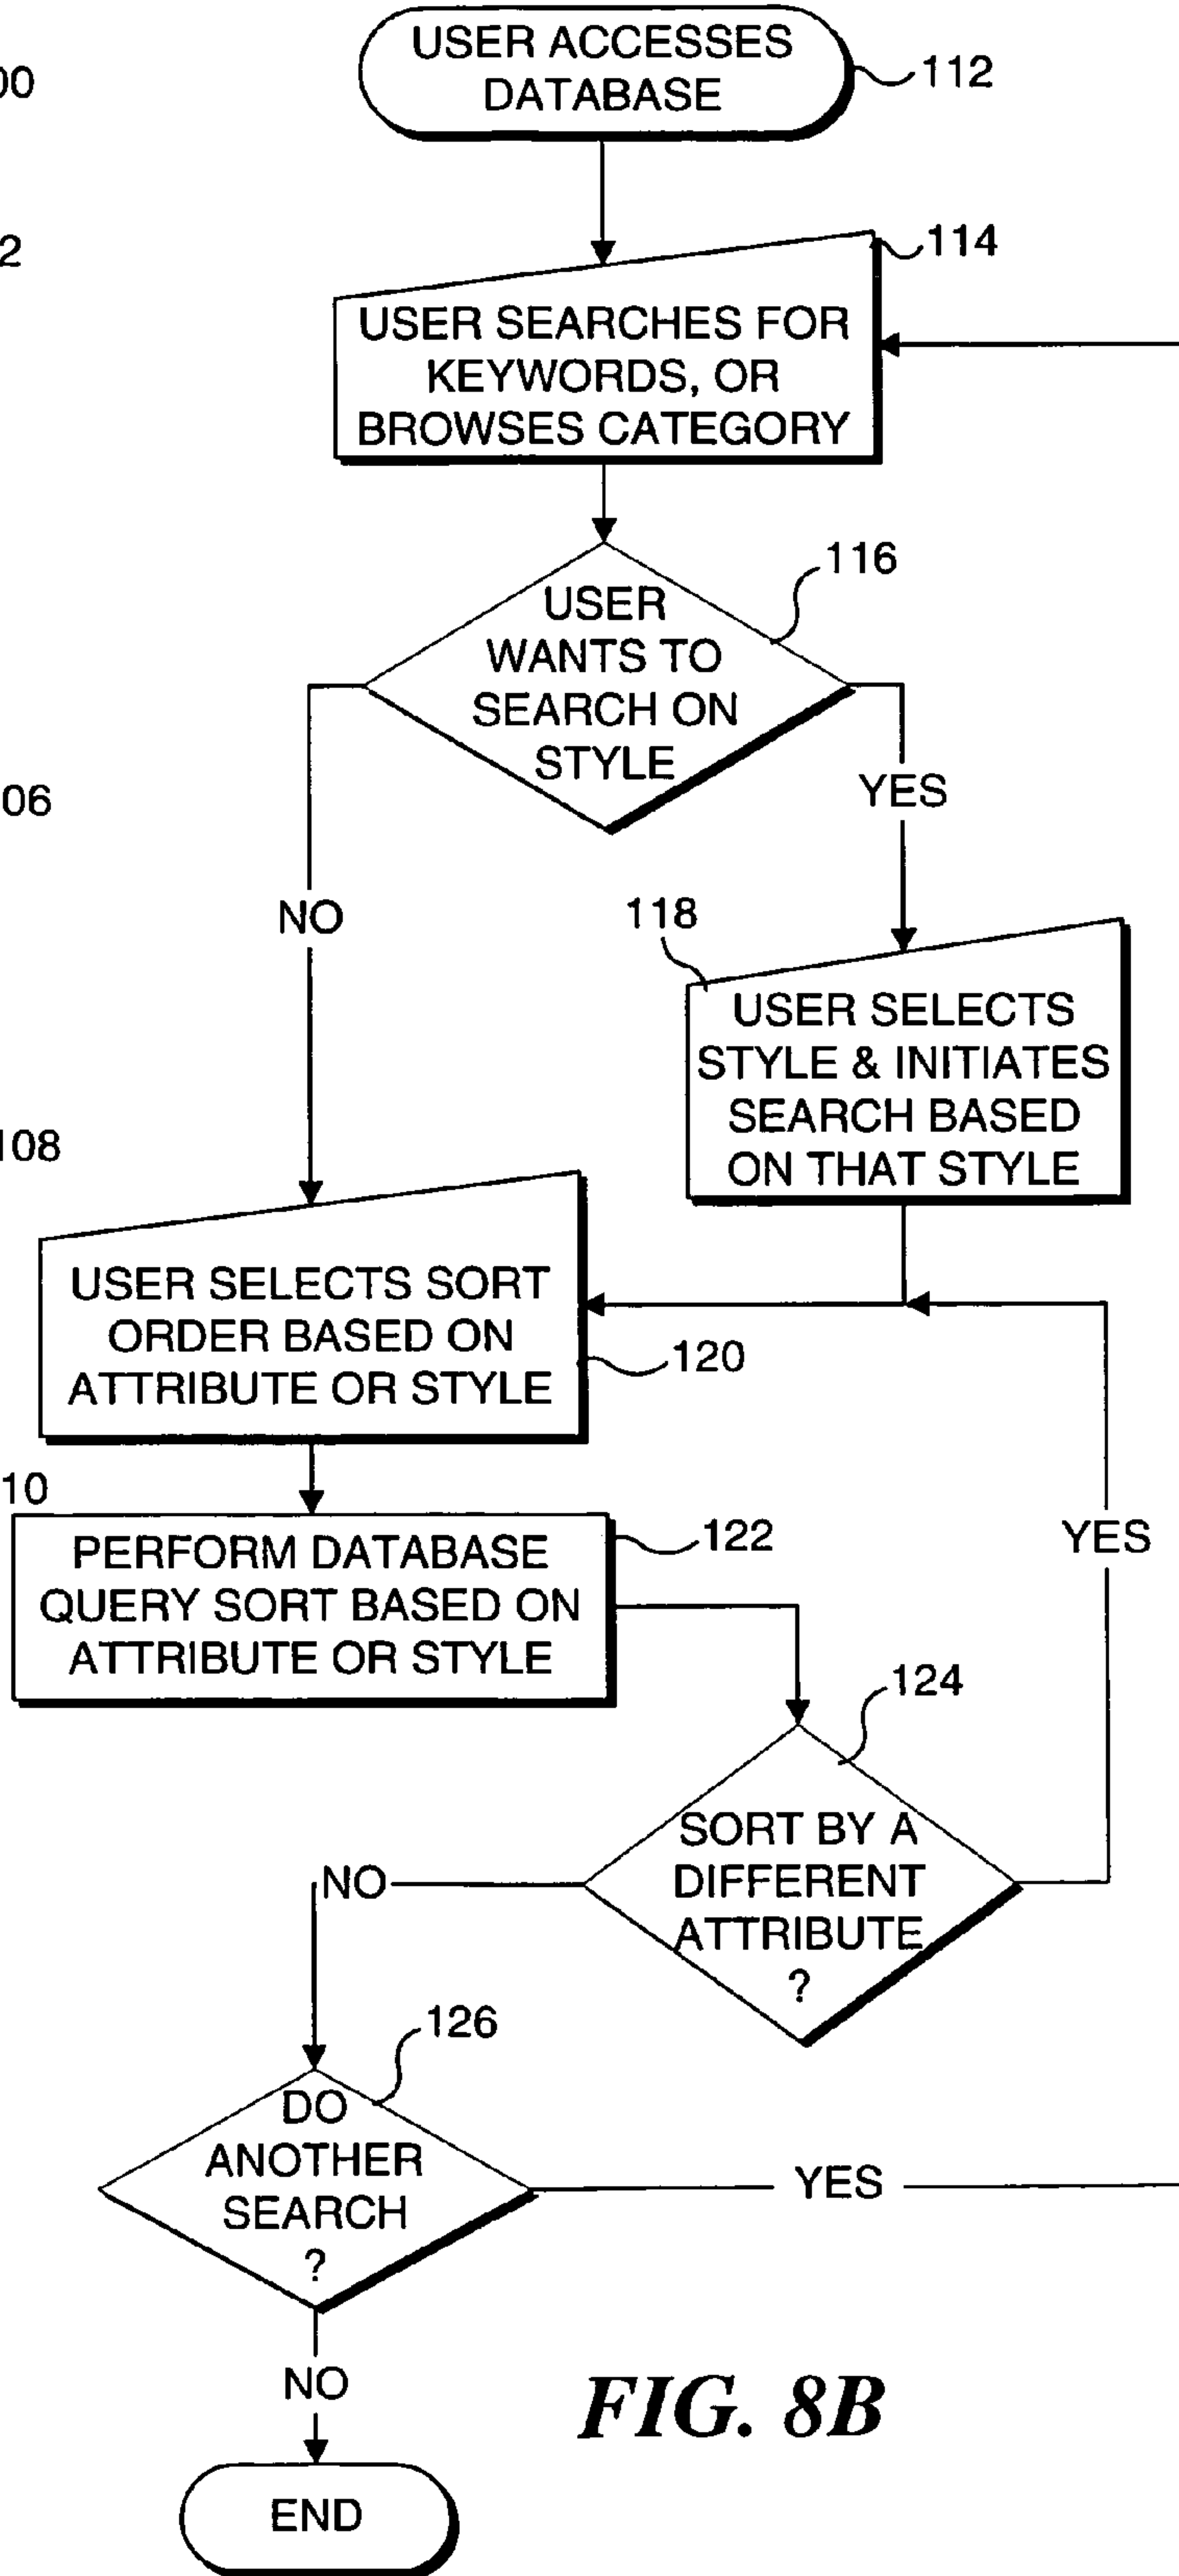 USER ACCESSES
DATABASE
112
00
114
2
USER SEARCHES FOR
KEYWORDS, OR
BROWSES CATEGORY
116
USER
WANTS TO
SEARCH ON
STYLE
YES
06
NO
118
USER SELECTS
STYLE & INITIATES
SEARCH BASED
ON THAT STYLE
108
USER SELECTS SORT
ORDER BASED ON
ATTRIBUTE OR STYLE
120
10
PERFORM DATABASE
QUERY SORT BASED ON
ATTRIBUTE OR STYLE
122
YES
124
SORT BY A
DIFFERENT
ATTRIBUTE
?
NO
126
DO
ANOTHER
SEARCH
?
YES
NO
FIG. 8B
END